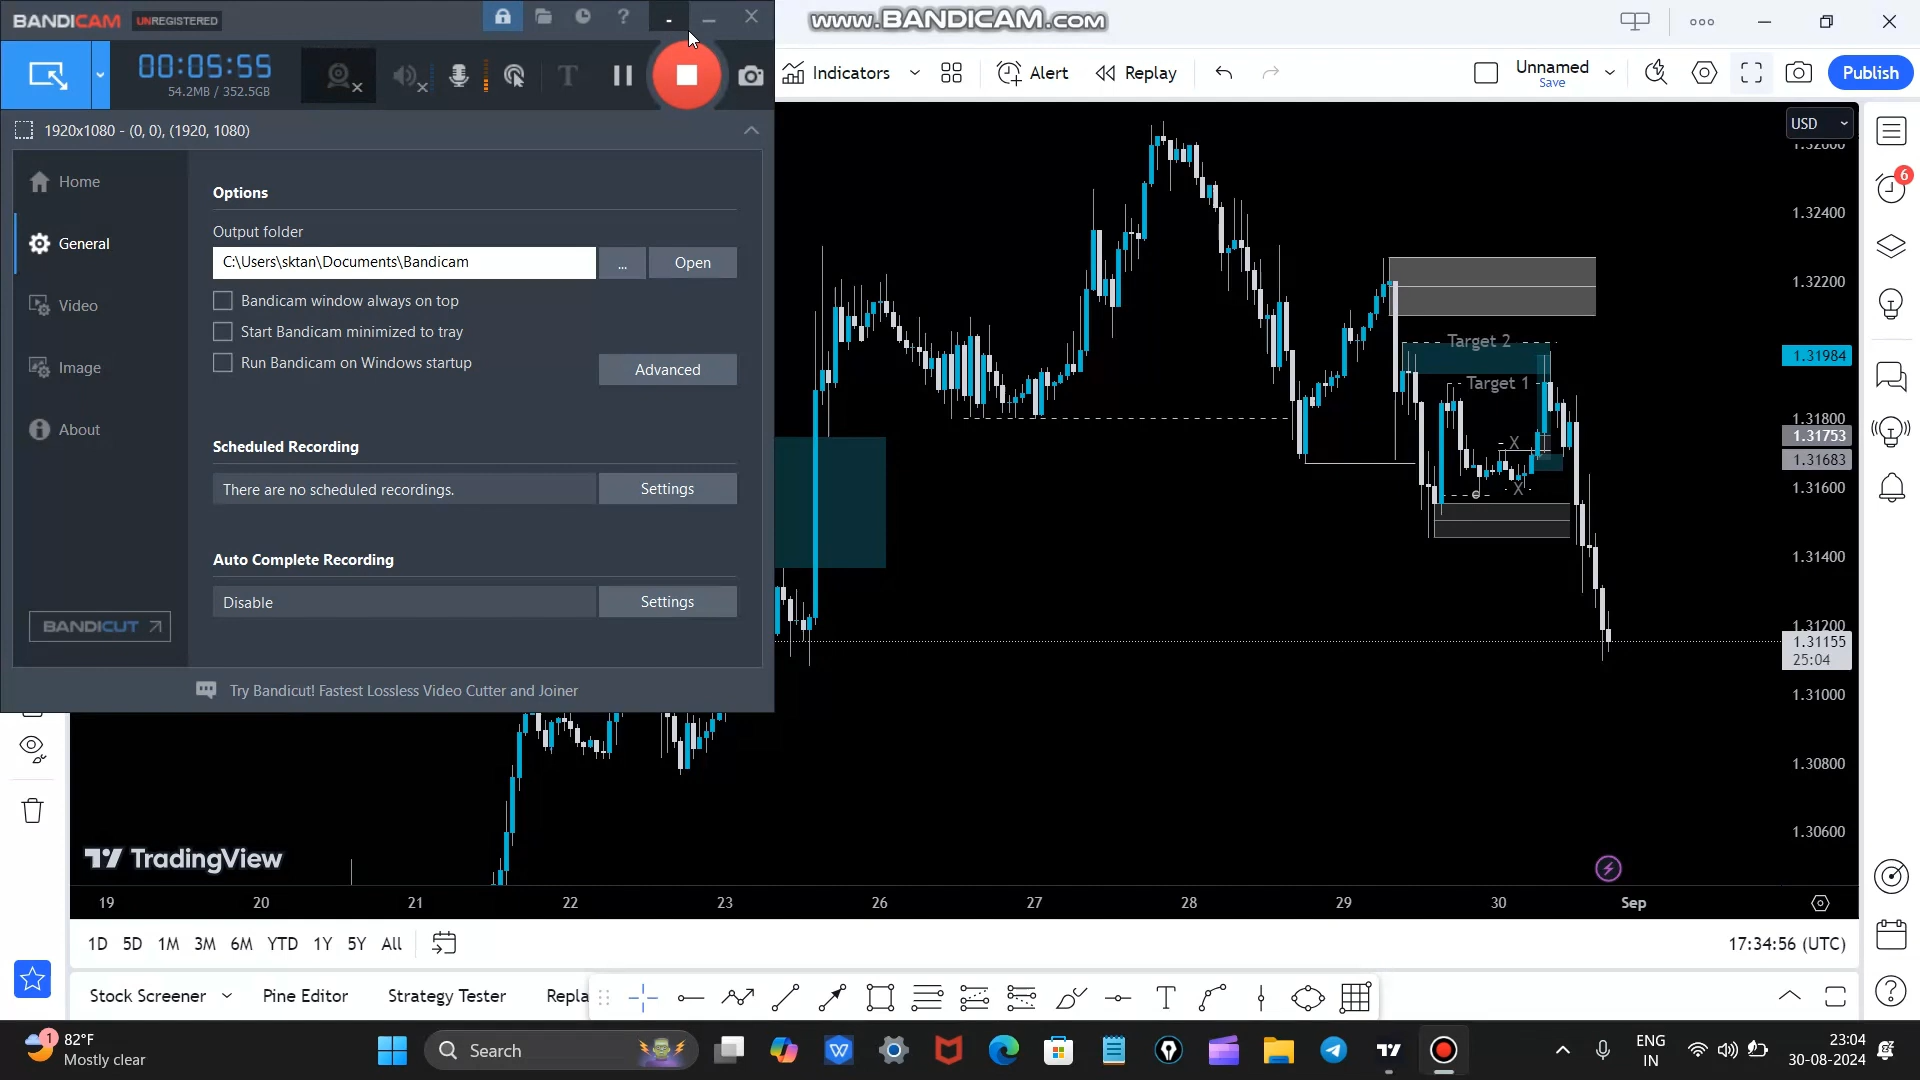 BANDICAM UNREGISTERED
www.BANDICAM.com
00:05:55
54.2MB / 352.5GB
Indicators
Alert
Replay
Unnamed
Save
Publish
1920x1080 - (0, 0), (1920, 1080)
Home
General
Video
Image
About
BANDICUT
Options
Output folder
C:\Users\sktan\Documents\Bandicam
...
Open
Bandicam window always on top
Start Bandicam minimized to tray
Run Bandicam on Windows startup
Advanced
Scheduled Recording
There are no scheduled recordings.
Settings
Auto Complete Recording
Disable
Settings
Try Bandicut! Fastest Lossless Video Cutter and Joiner
Target 2
Target 1
X
X
USD
1.32600
1.32400
1.32200
1.31984
1.31800
1.31753
1.31683
1.31600
1.31400
1.31200
1.31155
25:04
1.31000
1.30800
1.30600
6
TradingView
19 20 21 22 23 26 27 28 29 30 Sep
1D 5D 1M 3M 6M YTD 1Y 5Y All
17:34:56 (UTC)
Stock Screener Pine Editor Strategy Tester Repla
1
82°F
Mostly clear
Search
ENG
IN
23:04
30-08-2024